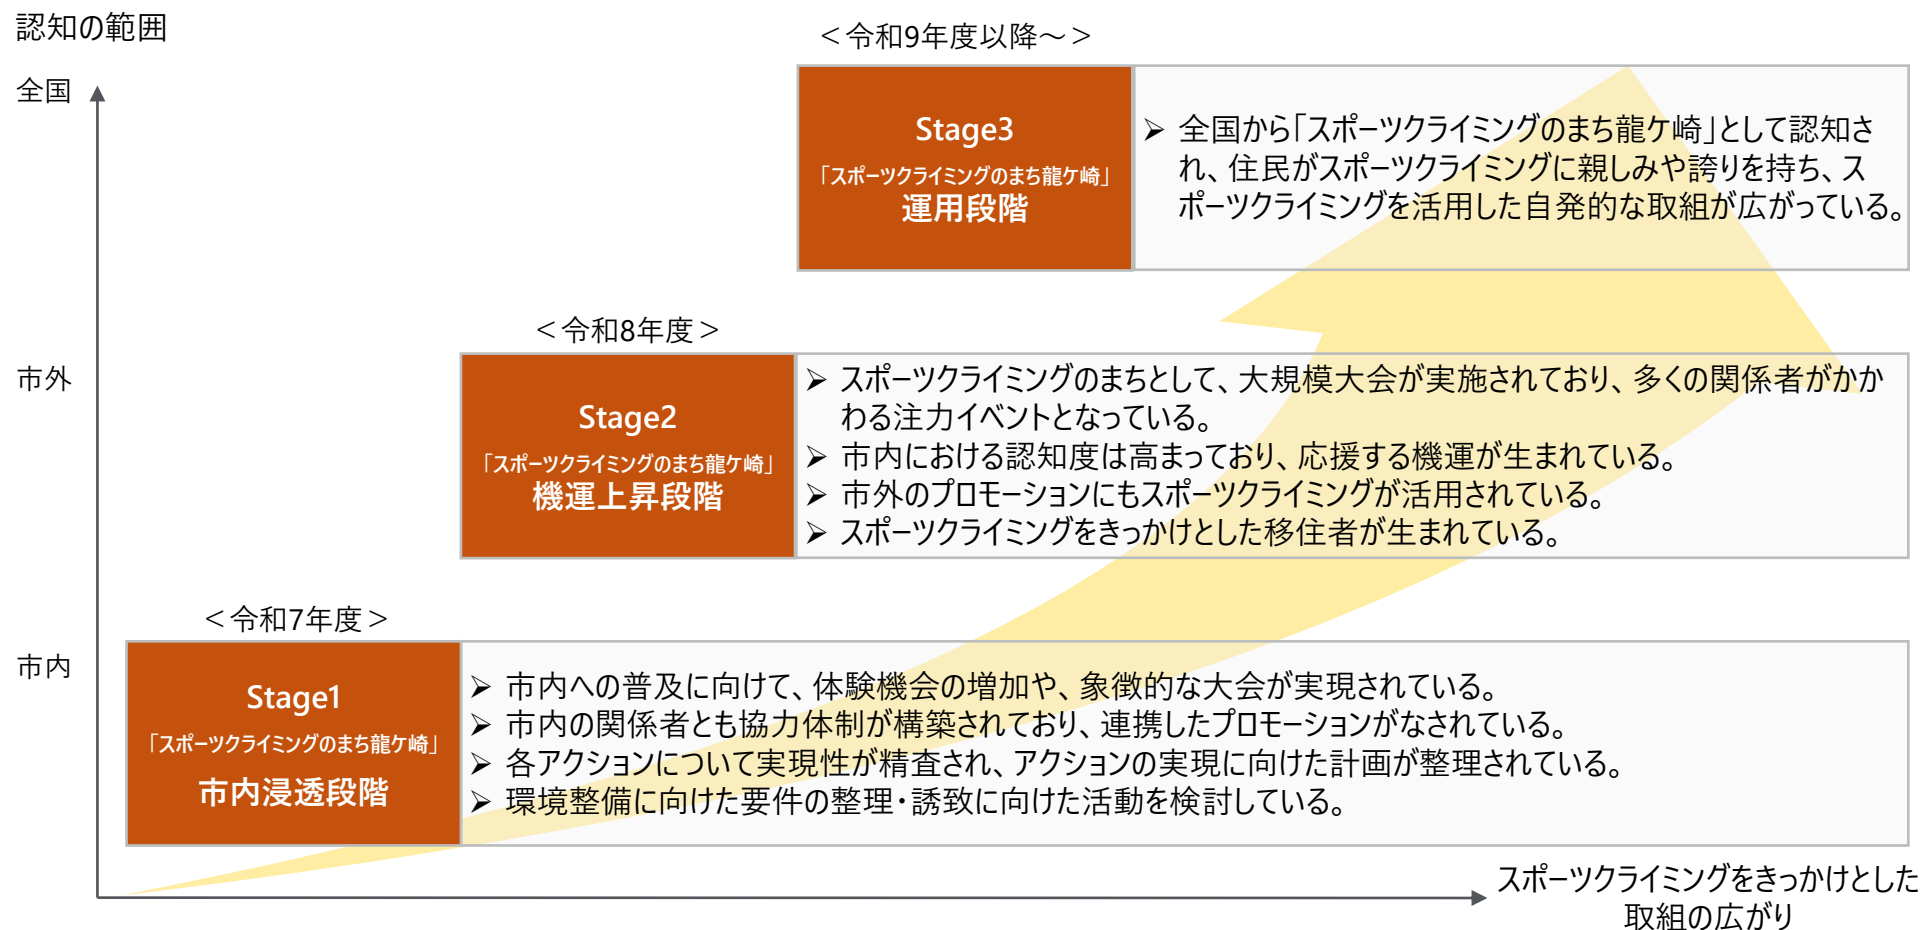 認知の範囲
全国
＜令和9年度以降～＞
Stage3
「スポーツクライミングのまち龍ケ崎」
運用段階
➢ 全国から「スポーツクライミングのまち龍ケ崎」として認知さ
れ、住民がスポーツクライミングに親しみや誇りを持ち、ス
ポーツクライミングを活用した自発的な取組が広がっている。
市外
＜令和8年度＞
Stage2
「スポーツクライミングのまち龍ケ崎」
機運上昇段階
➢ スポーツクライミングのまちとして、大規模大会が実施されており、多くの関係者がかか
わる注力イベントとなっている。
➢ 市内における認知度は高まっており、応援する機運が生まれている。
➢ 市外のプロモーションにもスポーツクライミングが活用されている。
➢ スポーツクライミングをきっかけとした移住者が生まれている。
市内
＜令和7年度＞
Stage1
「スポーツクライミングのまち龍ケ崎」
市内浸透段階
➢ 市内への普及に向けて、体験機会の増加や、象徴的な大会が実現されている。
➢ 市内の関係者とも協力体制が構築されており、連携したプロモーションがなされている。
➢ 各アクションについて実現性が精査され、アクションの実現に向けた計画が整理されている。
➢ 環境整備に向けた要件の整理・誘致に向けた活動を検討している。
スポーツクライミングをきっかけとした
取組の広がり